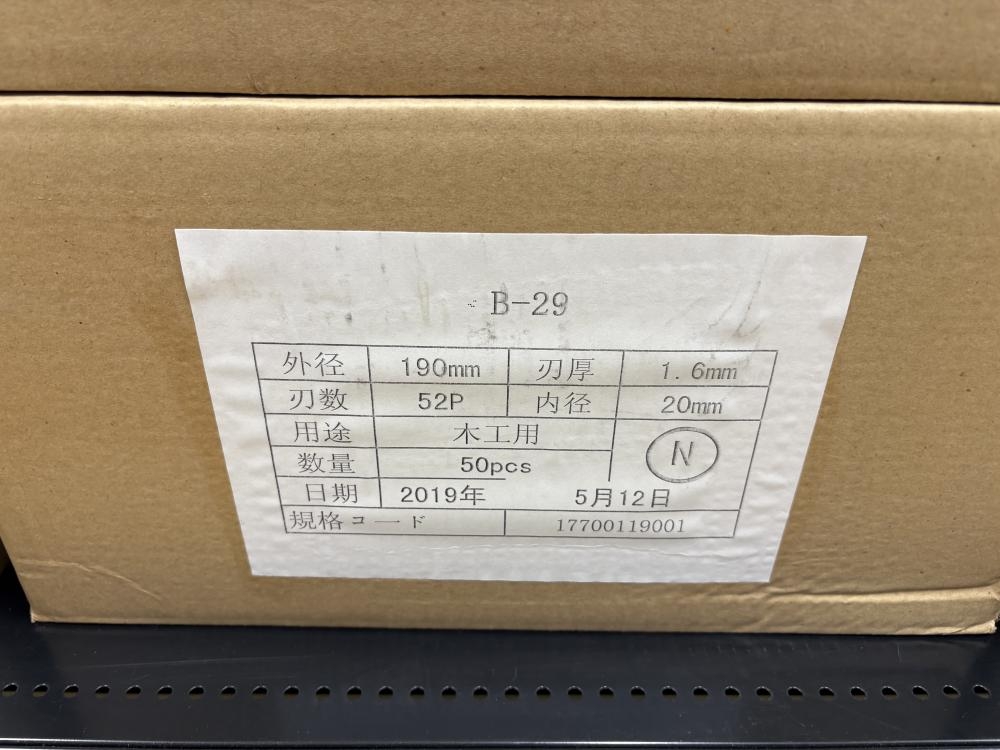 B-29
外径 190mm 刃厚 1.6mm
刃数 52P 内径 20mm
用途 木工用
N
数量 50pcs
日期 2019年 5月12日
規格コード 17700119001